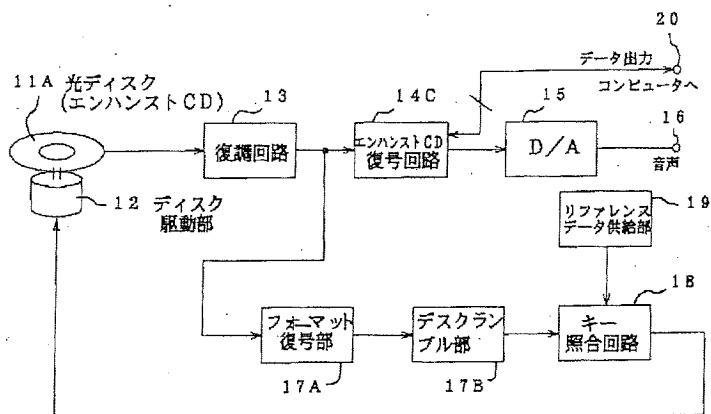 20
データ出力
11A 光ディスク
(エンハンストCD)
13
14C
コンピュータへ
15
16
復調回路
エンハンストCD
復号回路
D/A
音声
12 ディスク
駆動部
リファレンス
データ供給部
19
18
フォーマット
復号部
デスクラン
ブル部
キー
照合回路
17A
17B